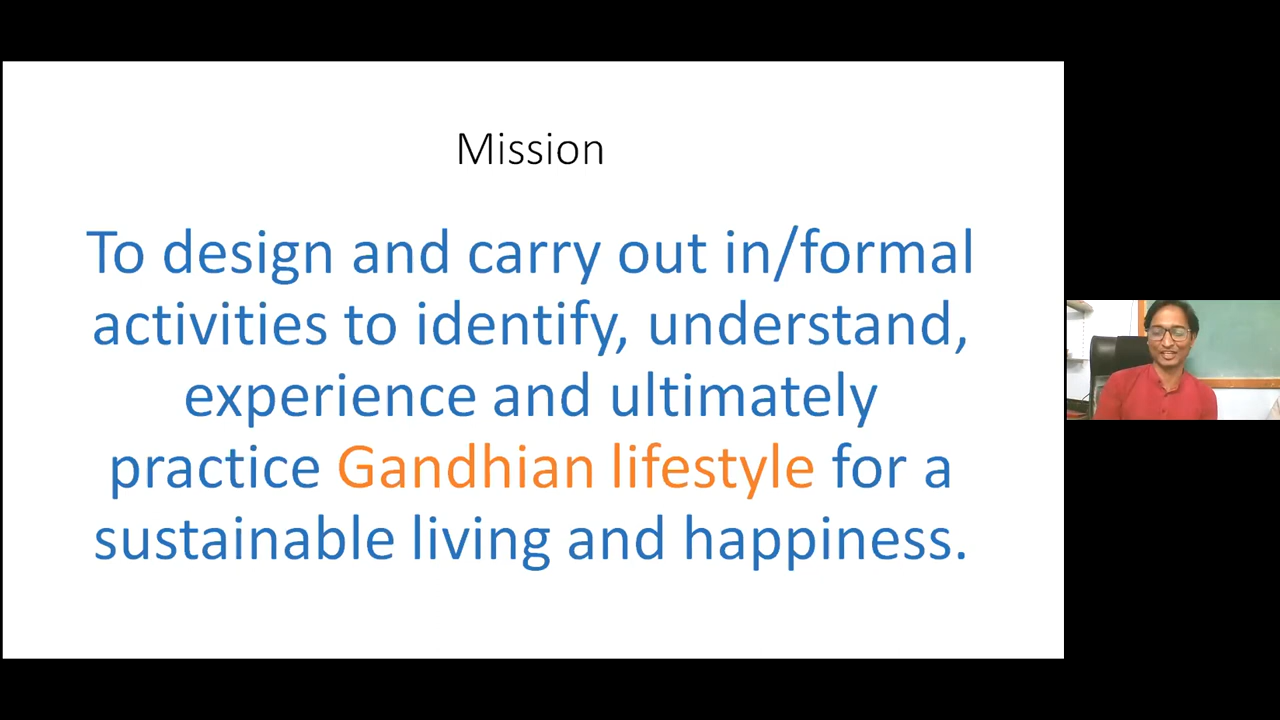 Mission
To design and carry out in/formal
activities to identify, understand,
experience and ultimately
practice Gandhian lifestyle for a
sustainable living and happiness.